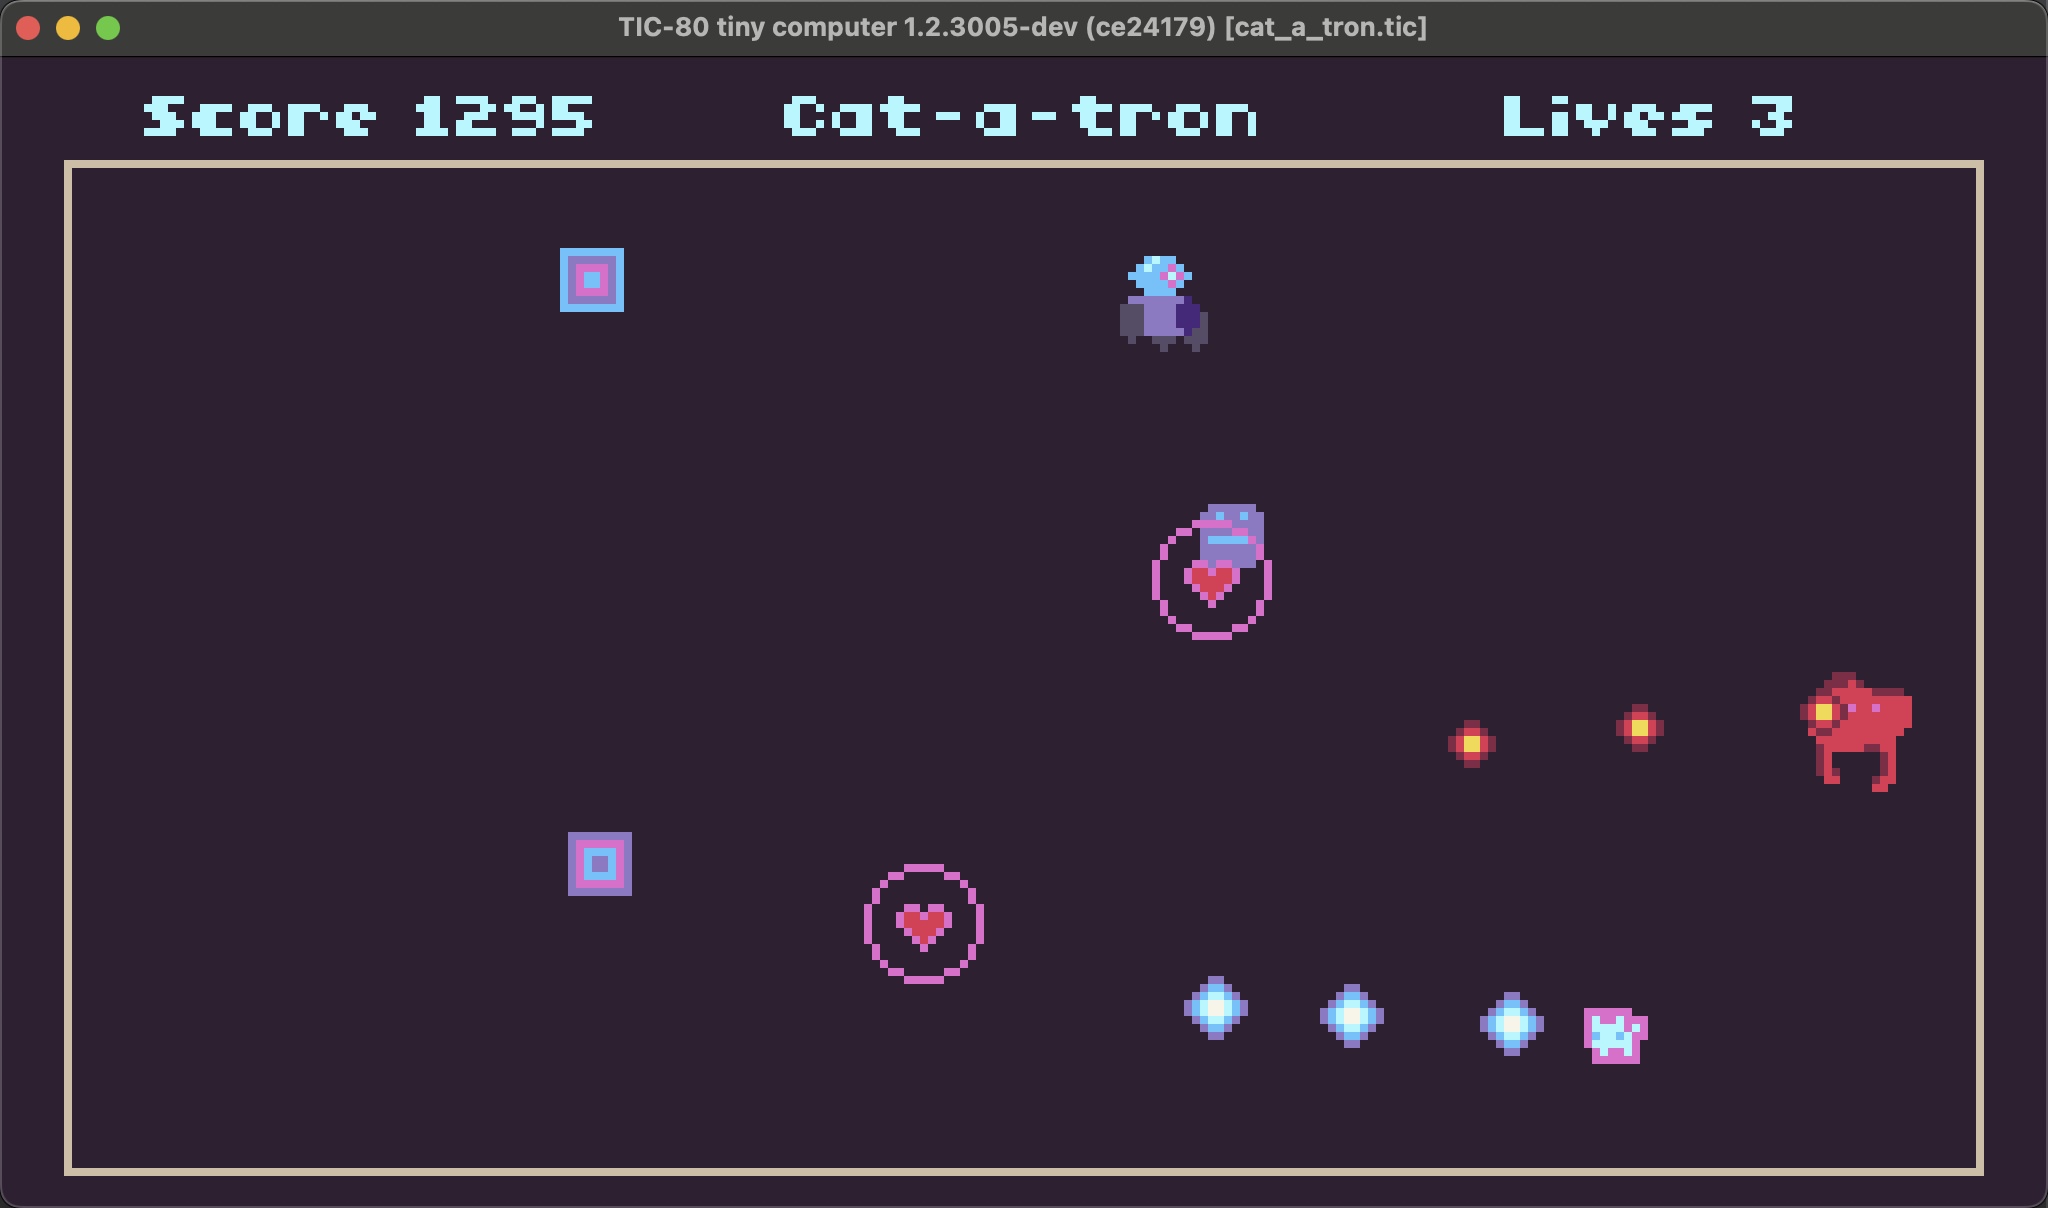 TIC-80 tiny computer 1.2.3005-dev (ce24179) [cat_a_tron.tic]
Score 1295 Cat-a-tron Lives 3